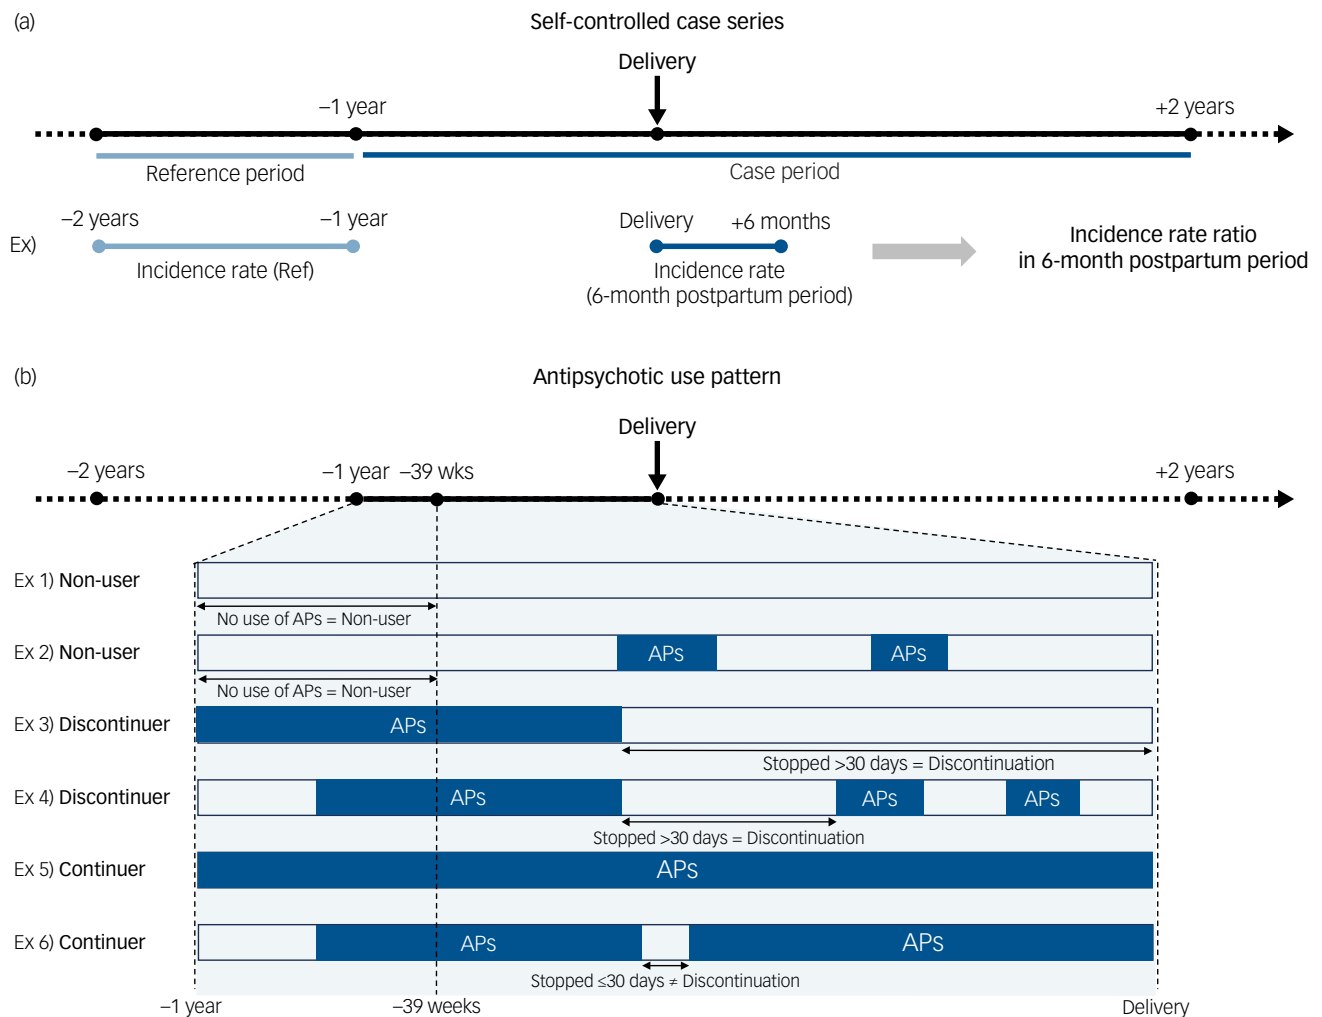 (a)
Self-controlled case series
Delivery
–1 year
+2 years
Reference period
Case period
–2 years
–1 year
Delivery
+6 months
Ex)
Incidence rate (Ref)
Incidence rate
(6-month postpartum period)
Incidence rate ratio
in 6-month postpartum period
(b)
Antipsychotic use pattern
Delivery
–2 years
–1 year
–39 wks
+2 years
Ex 1) Non-user
No use of APs = Non-user
Ex 2) Non-user
APs
APs
No use of APs = Non-user
Ex 3) Discontinuer
APs
Stopped >30 days = Discontinuation
Ex 4) Discontinuer
APs
APs
APs
Stopped >30 days = Discontinuation
Ex 5) Continuer
APs
Ex 6) Continuer
APs
APs
Stopped ≤30 days ≠ Discontinuation
–1 year
–39 weeks
Delivery